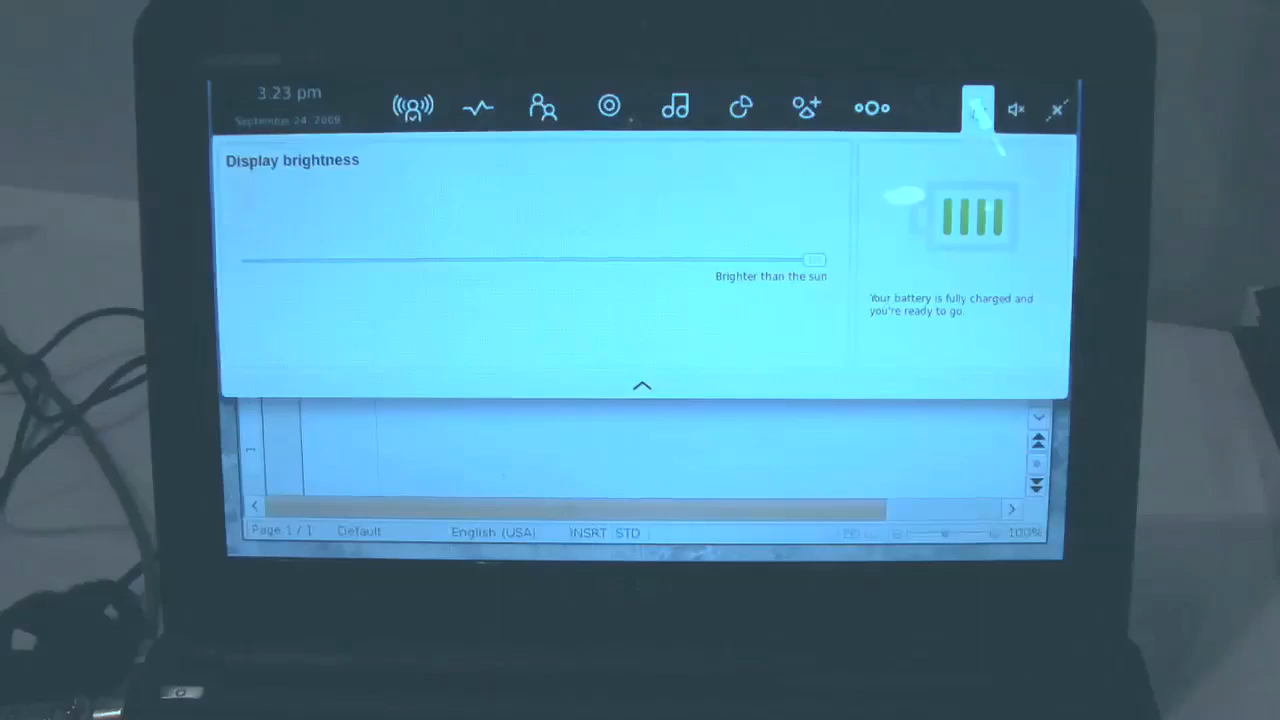 3.23 pm
September 24, 2009
Display brightness
Brighter than the sun
Your battery is fully charged and
you're ready to go.
Page 1 / 1 Default English (USA) INSRT STD 100%